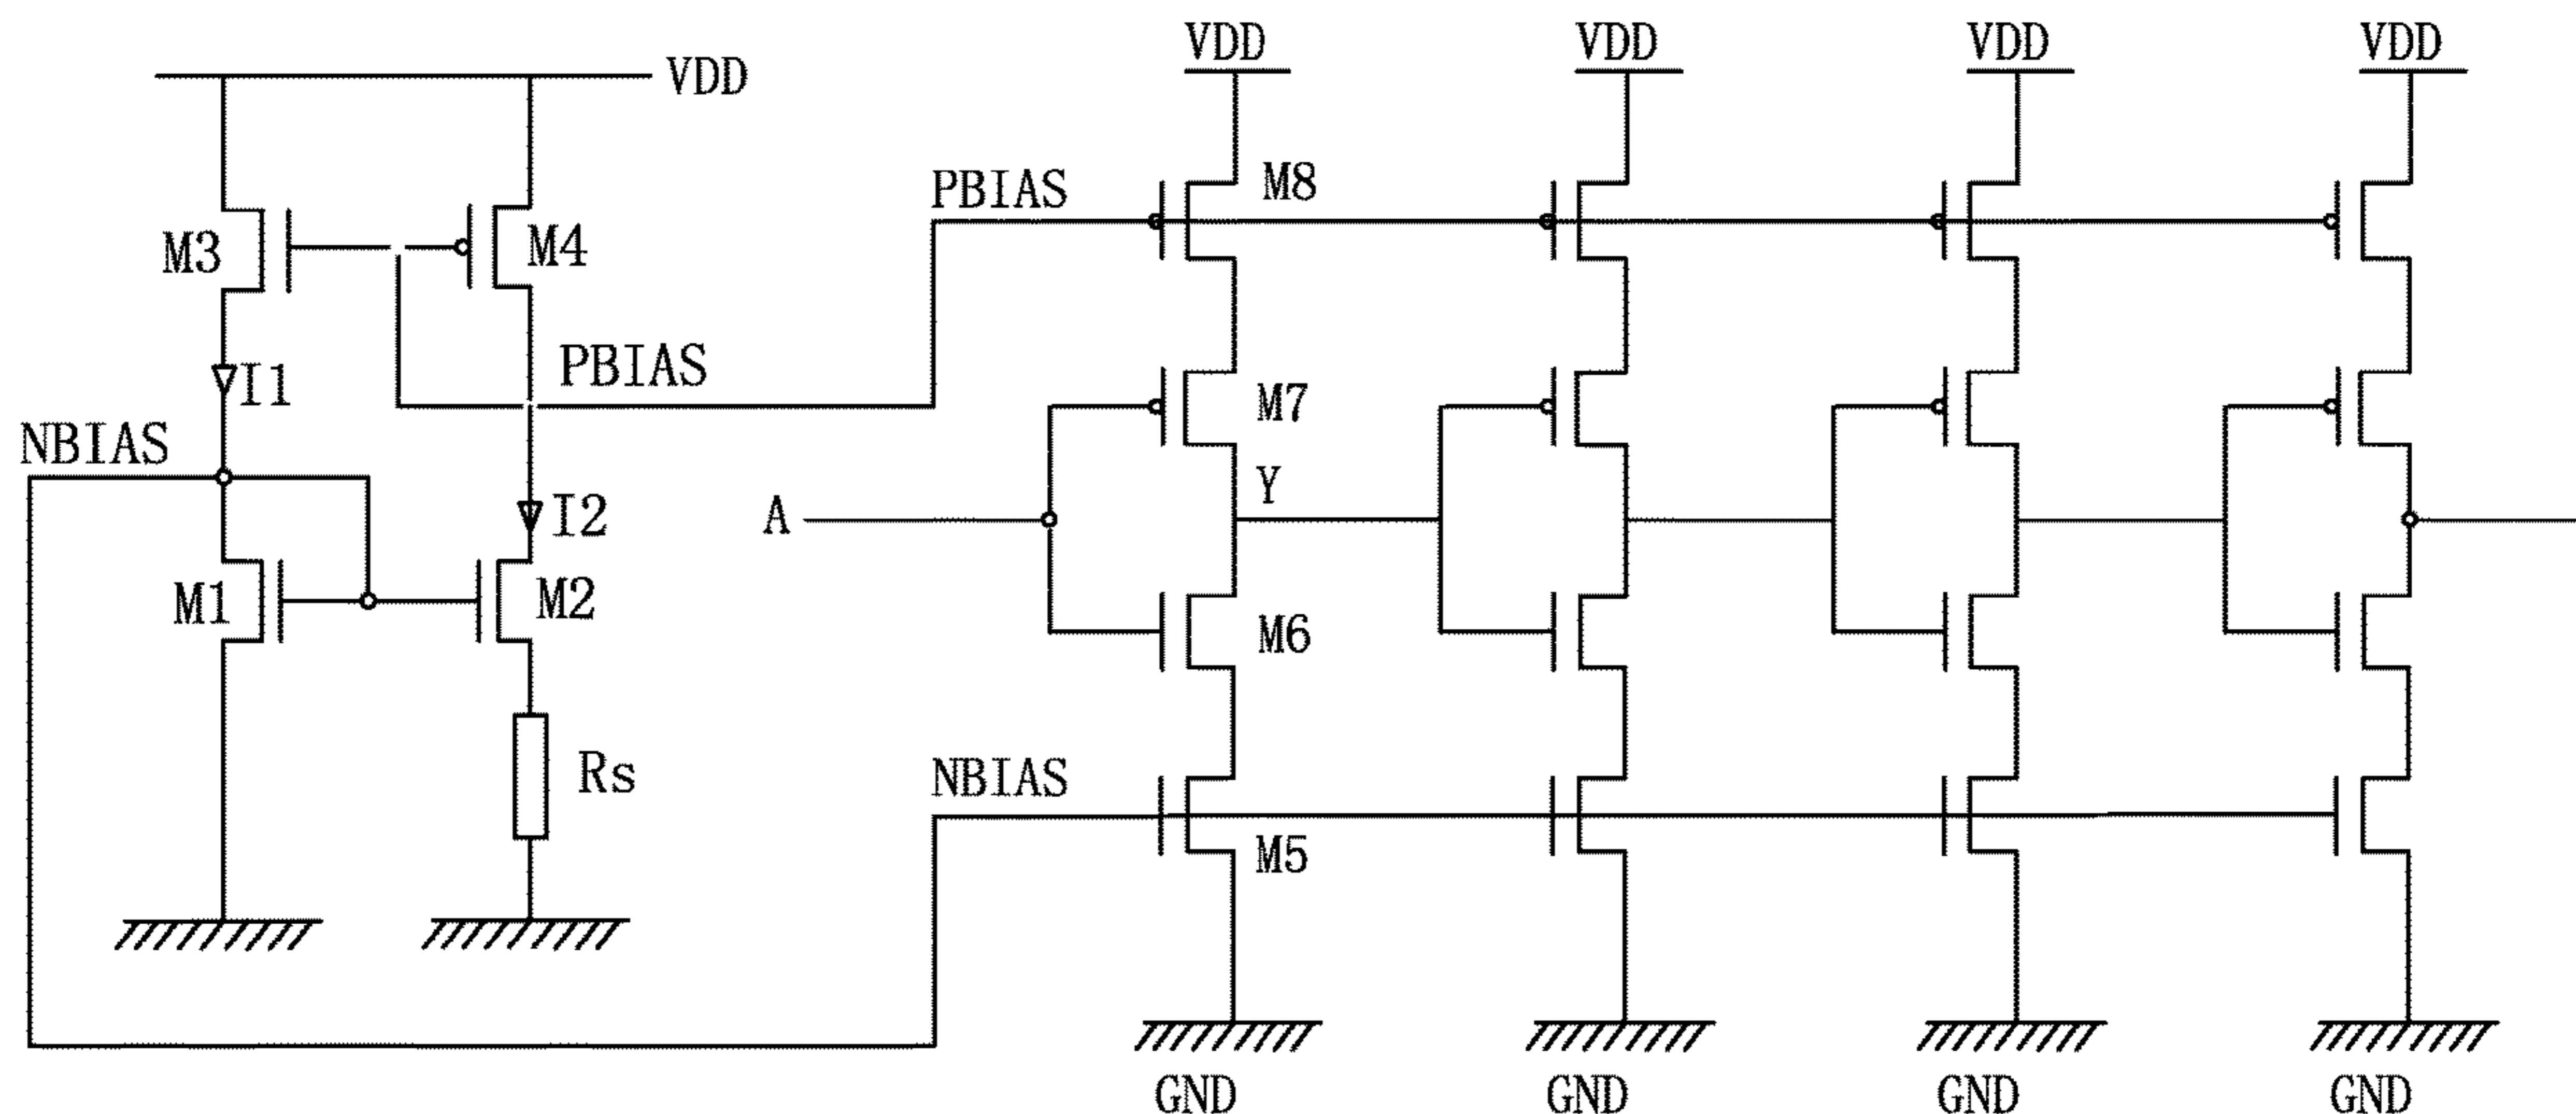 VDD
VDD
VDD
VDD
VDD
M3
M4
PBIAS
M8
I1
PBIAS
M7
NBIAS
I2
A
Y
M1
M2
M6
Rs
NBIAS
M5
GND
GND
GND
GND